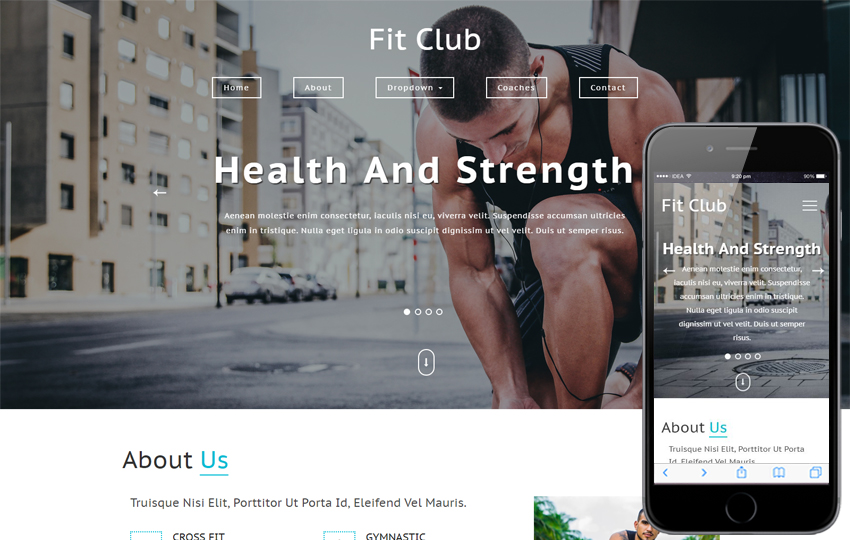 Fit Club
Home About Dropdown Coaches Contact
Health And Strength
Aenean molestie enim consectetur, iaculis nisi eu, viverra velit. Suspendisse accumsan ultricies
enim in tristique. Nulla eget ligula in odio suscipit dignissim ut vel velit. Duis ut semper risus.
About Us
Truisque Nisi Elit, Porttitor Ut Porta Id, Eleifend Vel Mauris.
CROSS FIT
GYMNASTIC
IDEA 9:20 pm 90%
Fit Club
Health And Strength
Aenean molestie enim consectetur,
iaculis nisi eu, viverra velit. Suspendisse
accumsan ultricies enim in tristique.
Nulla eget ligula in odio suscipit
dignissim ut vel velit. Duis ut semper
risus.
About Us
Truisque Nisi Elit, Porttitor Ut Porta
Id, Eleifend Vel Mauris.